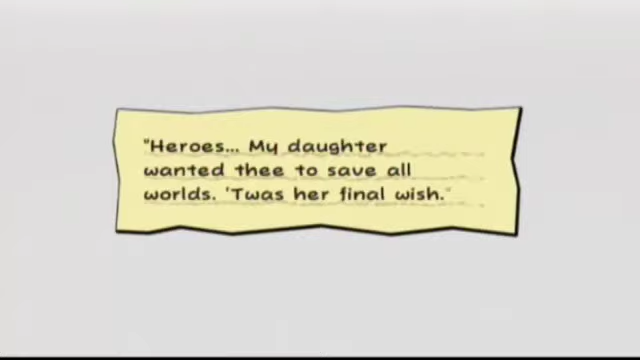 "Heroes... My daughter
wanted thee to save all
worlds. 'Twas her final wish."